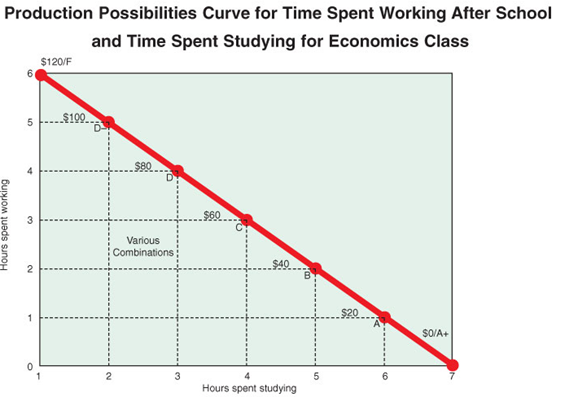 Production Possibilities Curve for Time Spent Working After School
and Time Spent Studying for Economics Class
$120/F
6
5
$100
D–
4
$80
D
3
$60
C
Various
Combinations
2
$40
B
1
$20
A
$0/A+
0
Hours spent working
1
2
3
4
5
6
7
Hours spent studying